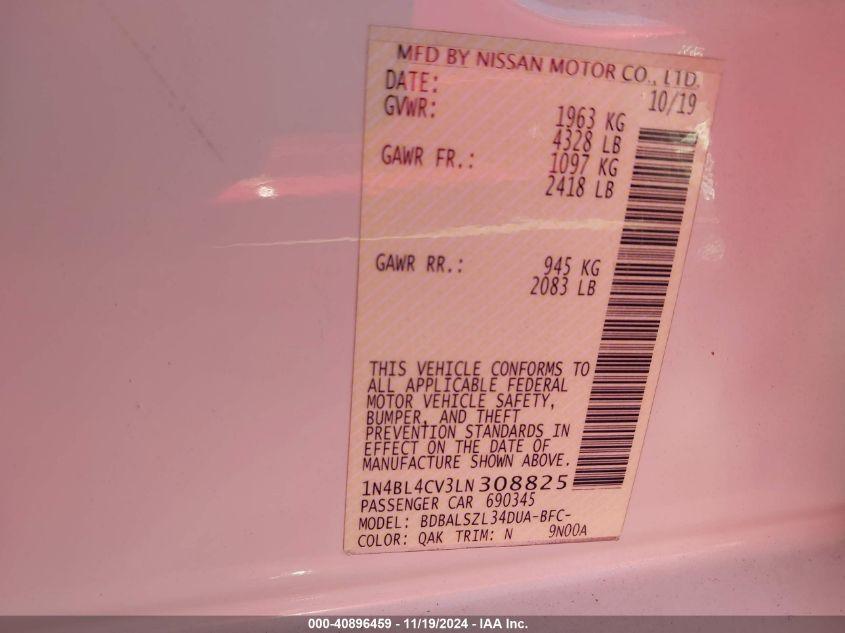 MFD BY NISSAN MOTOR CO., LTD.
DATE: 10/19
GVWR: 1963 KG
4328 LB
GAWR FR.: 1097 KG
2418 LB
GAWR RR.: 945 KG
2083 LB
THIS VEHICLE CONFORMS TO
ALL APPLICABLE FEDERAL
MOTOR VEHICLE SAFETY,
BUMPER, AND THEFT
PREVENTION STANDARDS IN
EFFECT ON THE DATE OF
MANUFACTURE SHOWN ABOVE.
1N4BL4CV3LN308825
PASSENGER CAR 690345
MODEL: BDBALSZL34DUA-BFC-
COLOR: QAK TRIM: N 9N00A
000-40896459 - 11/19/2024 - IAA Inc.